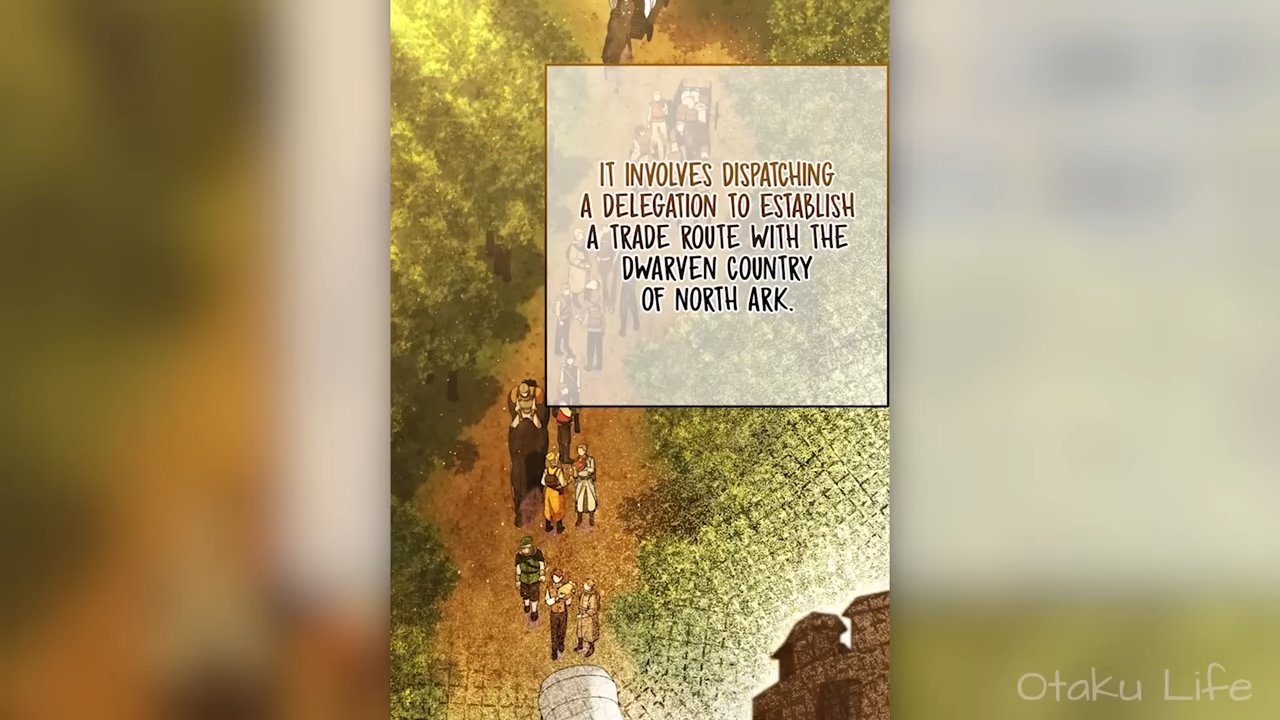 IT INVOLVES DISPATCHING
A DELEGATION TO ESTABLISH
A TRADE ROUTE WITH THE
DWARVEN COUNTRY
OF NORTH ARK.
Otaku Life